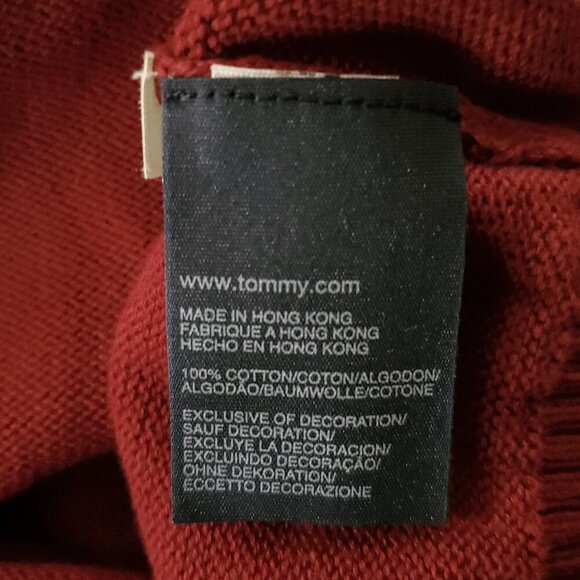 www.tommy.com
MADE IN HONG KONG
FABRIQUE A HONG KONG
HECHO EN HONG KONG
100% COTTON/COTON/ALGODON/
ALGODÃO/BAUMWOLLE/COTONE
EXCLUSIVE OF DECORATION/
SAUF DECORATION/
EXCLUYE LA DECORACION/
EXCLUINDO DECORAÇÃO/
OHNE DEKORATION/
ECCETTO DECORAZIONE